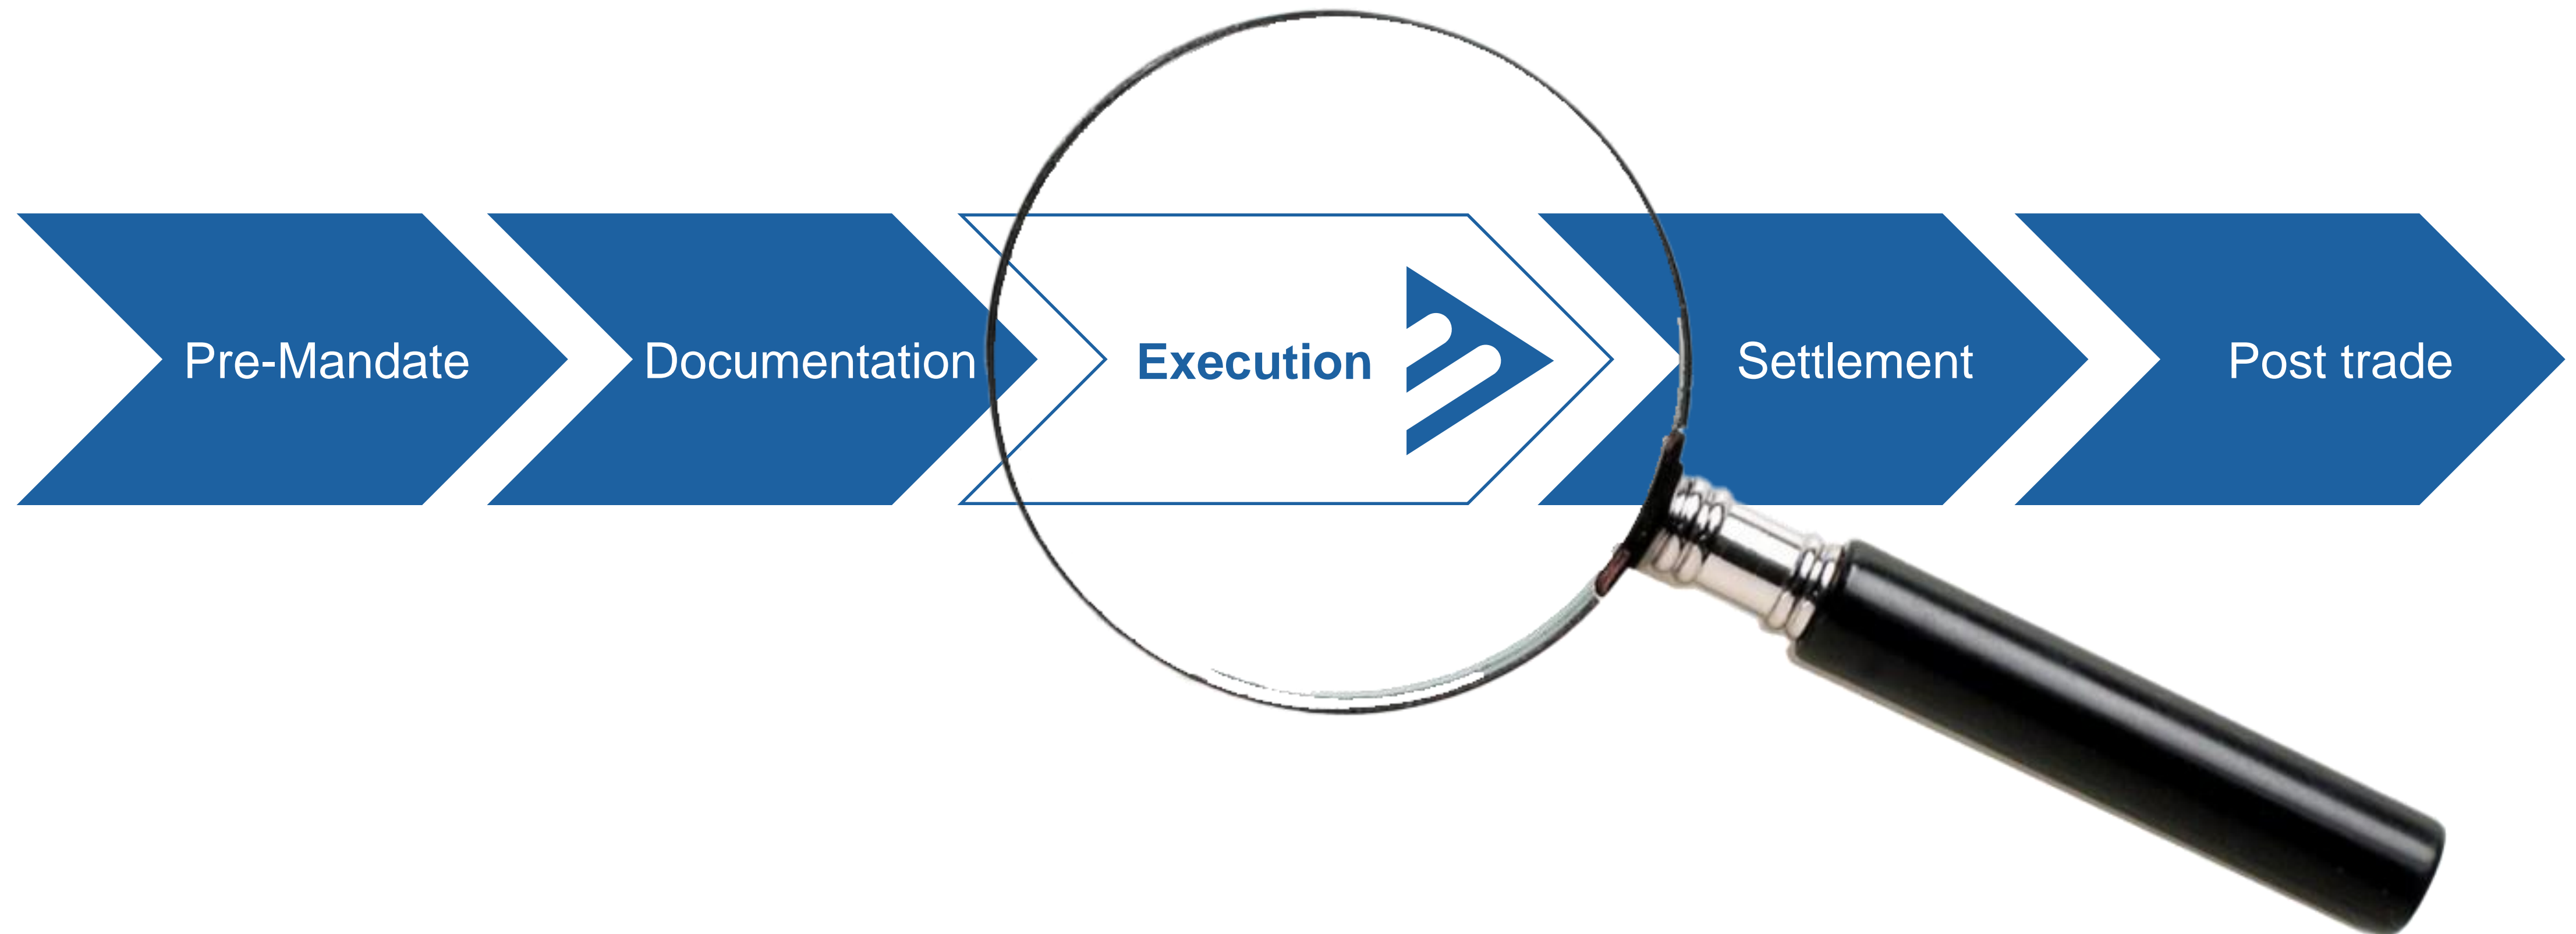 Pre-Mandate
Documentation
Execution
Settlement
Post trade